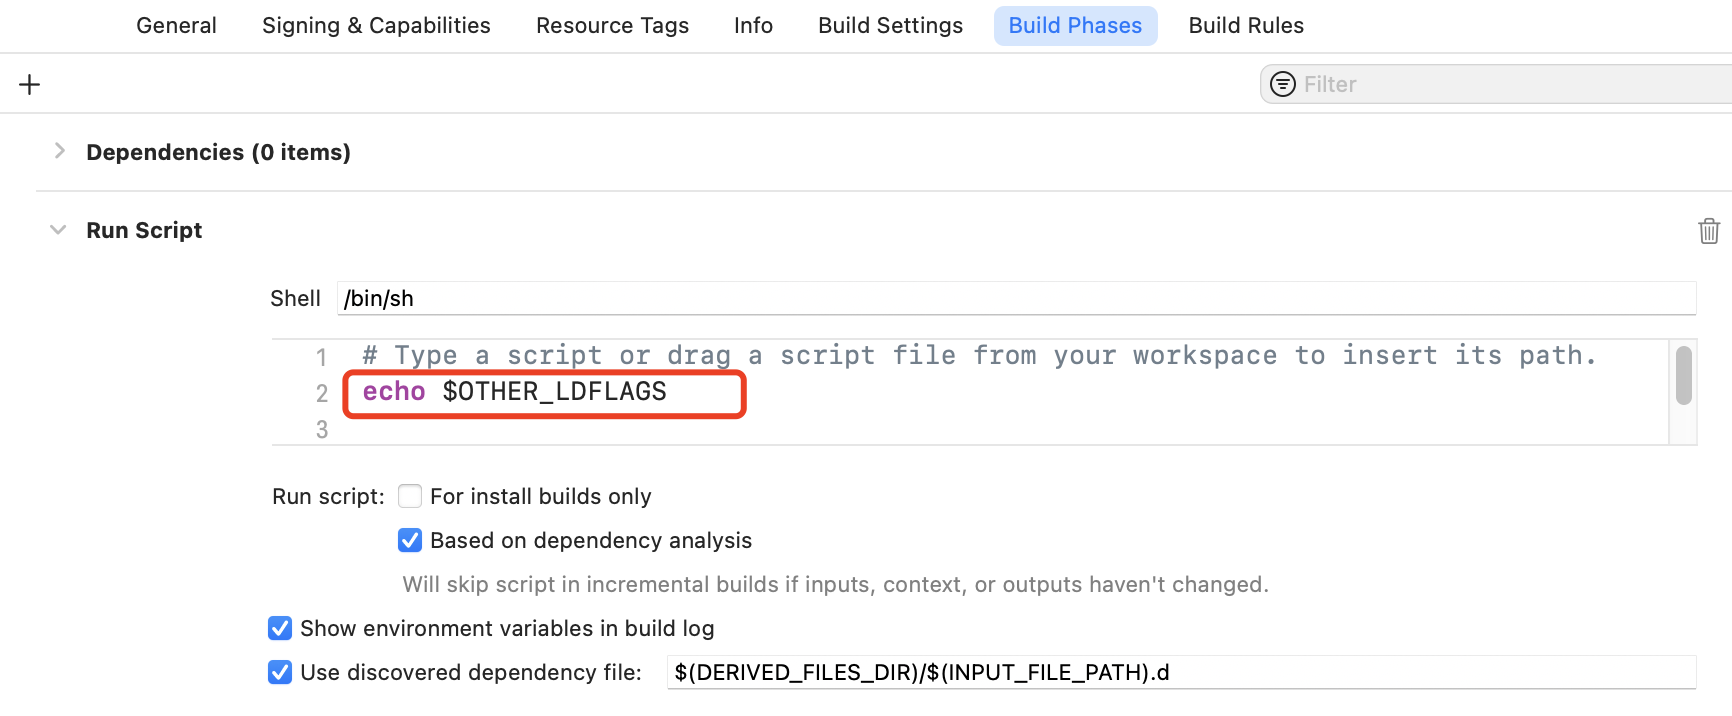 General Signing & Capabilities Resource Tags Info Build Settings Build Phases Build Rules
Filter
Dependencies (0 items)
Run Script
Shell /bin/sh
1 # Type a script or drag a script file from your workspace to insert its path.
2 echo $OTHER_LDFLAGS
3
Run script: For install builds only
Based on dependency analysis
Will skip script in incremental builds if inputs, context, or outputs haven't changed.
Show environment variables in build log
Use discovered dependency file: $(DERIVED_FILES_DIR)/$(INPUT_FILE_PATH).d